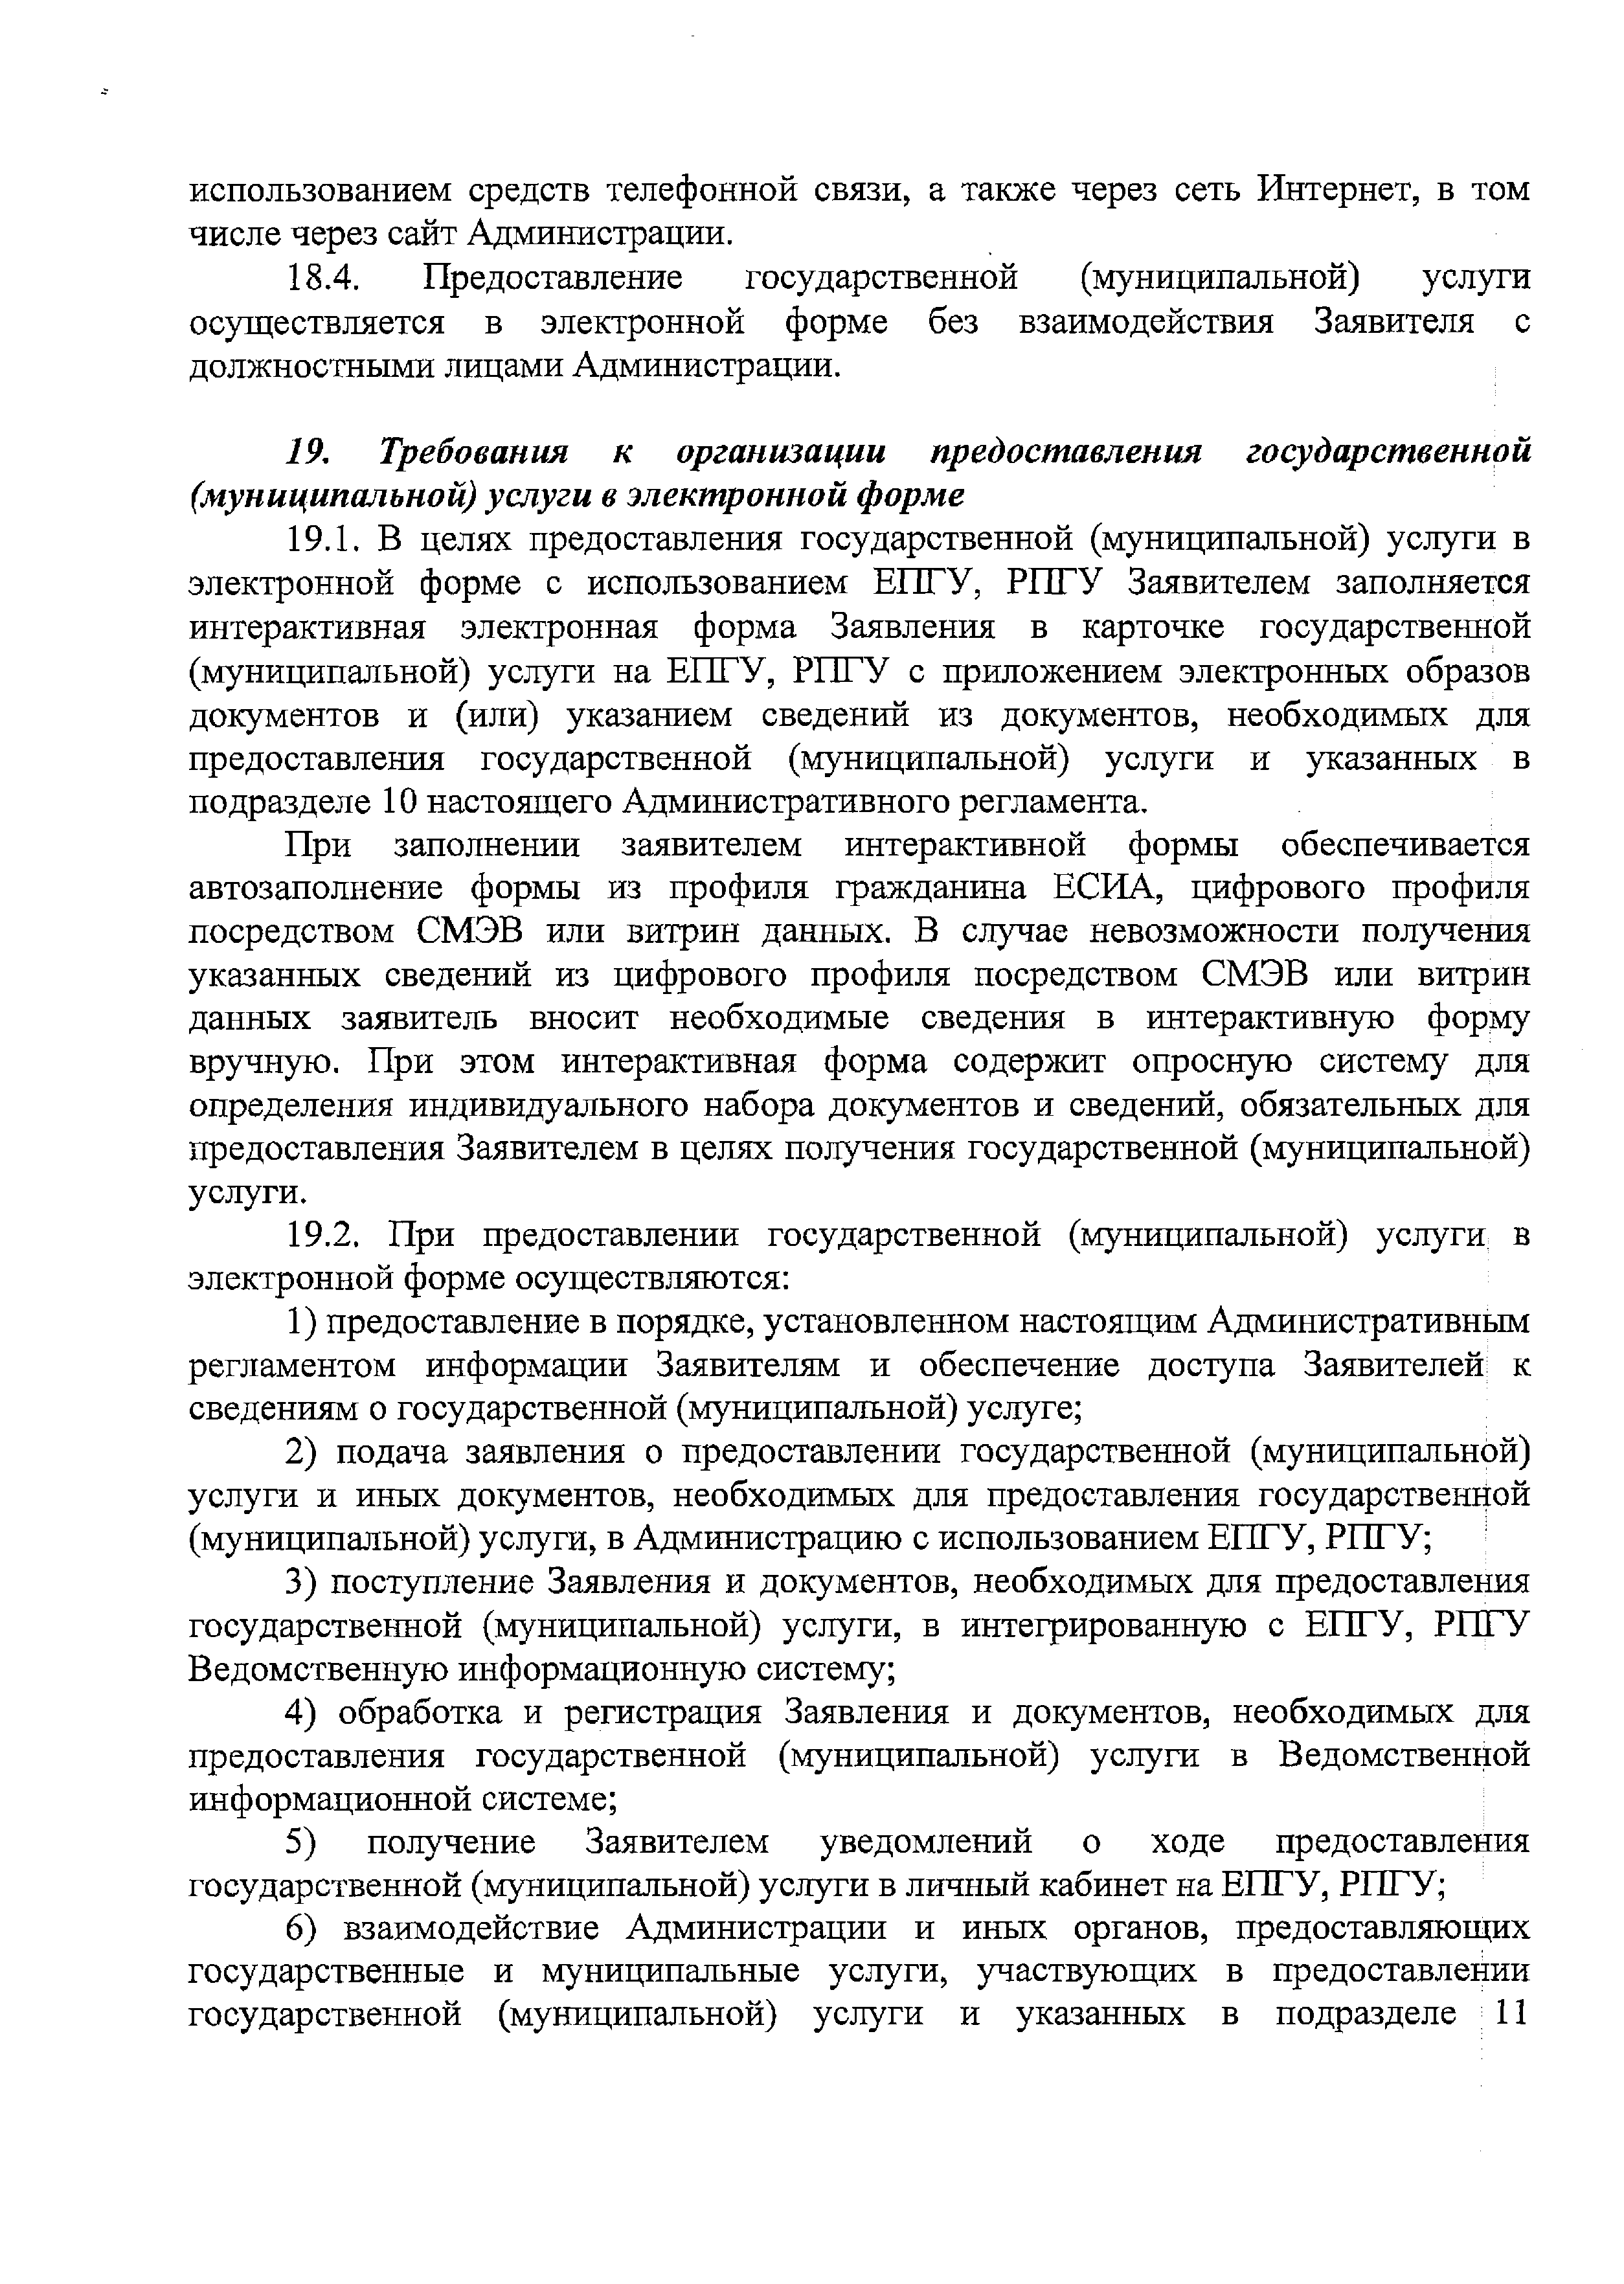 использованием средств телефонной связи, а также через сеть Интернет, в том
числе через сайт Администрации.
18.4. Предоставление государственной (муниципальной) услуги
осуществляется в электронной форме без взаимодействия Заявителя с
должностными лицами Администрации.
19. Требования к организации предоставления государственной
(муниципальной) услуги в электронной форме
19.1. В целях предоставления государственной (муниципальной) услуги в
электронной форме с использованием ЕПГУ, РПГУ Заявителем заполняется
интерактивная электронная форма Заявления в карточке государственной
(муниципальной) услуги на ЕПГУ, РПГУ с приложением электронных образов
документов и (или) указанием сведений из документов, необходимых для
предоставления государственной (муниципальной) услуги и указанных в
подразделе 10 настоящего Административного регламента.
При заполнении заявителем интерактивной формы обеспечивается
автозаполнение формы из профиля гражданина ЕСИА, цифрового профиля
посредством СМЭВ или витрин данных. В случае невозможности получения
указанных сведений из цифрового профиля посредством СМЭВ или витрин
данных заявитель вносит необходимые сведения в интерактивную форму
вручную. При этом интерактивная форма содержит опросную систему для
определения индивидуального набора документов и сведений, обязательных для
предоставления Заявителем в целях получения государственной (муниципальной)
услуги.
19.2. При предоставлении государственной (муниципальной) услуги в
электронной форме осуществляются:
1) предоставление в порядке, установленном настоящим Административным
регламентом информации Заявителям и обеспечение доступа Заявителей к
сведениям о государственной (муниципальной) услуге;
2) подача заявления о предоставлении государственной (муниципальной)
услуги и иных документов, необходимых для предоставления государственной
(муниципальной) услуги, в Администрацию с использованием ЕПГУ, РПГУ;
3) поступление Заявления и документов, необходимых для предоставления
государственной (муниципальной) услуги, в интегрированную с ЕПГУ, РПГУ
Ведомственную информационную систему;
4) обработка и регистрация Заявления и документов, необходимых для
предоставления государственной (муниципальной) услуги в Ведомственной
информационной системе;
5) получение Заявителем уведомлений о ходе предоставления
государственной (муниципальной) услуги в личный кабинет на ЕПГУ, РПГУ;
6) взаимодействие Администрации и иных органов, предоставляющих
государственные и муниципальные услуги, участвующих в предоставлении
государственной (муниципальной) услуги и указанных в подразделе 11